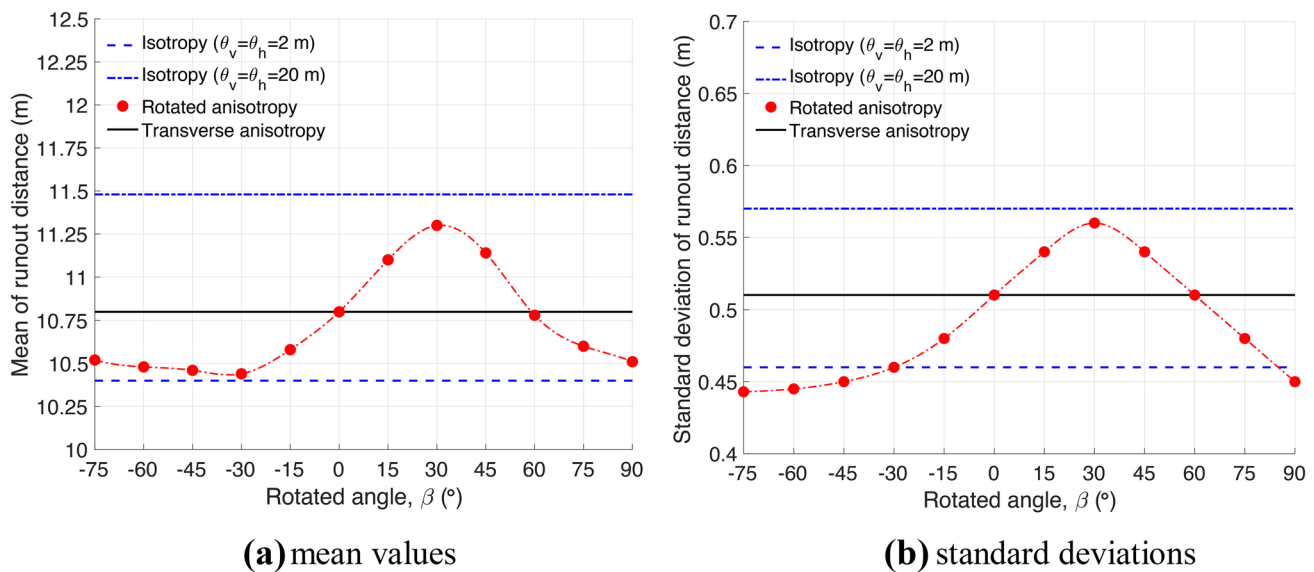 Mean of runout distance (m)
12.5
12.25
12
11.75
11.5
11.25
11
10.75
10.5
10.25
10
Isotropy (θv=θh=2 m)
Isotropy (θv=θh=20 m)
Rotated anisotropy
Transverse anisotropy
-75 -60 -45 -30 -15 0 15 30 45 60 75 90
Rotated angle, β (°)
(a) mean values
Standard deviation of runout distance (m)
0.7
0.65
0.6
0.55
0.5
0.45
0.4
Isotropy (θv=θh=2 m)
Isotropy (θv=θh=20 m)
Rotated anisotropy
Transverse anisotropy
-75 -60 -45 -30 -15 0 15 30 45 60 75 90
Rotated angle, β (°)
(b) standard deviations